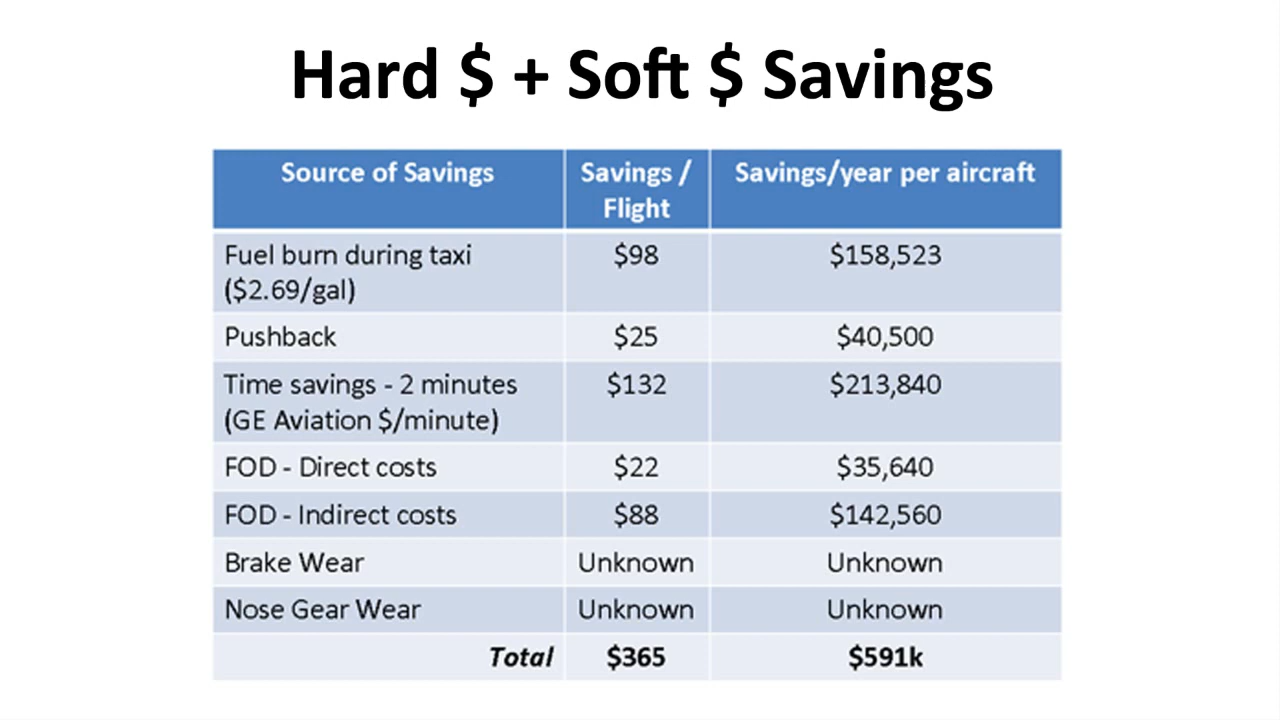 Hard $ + Soft $ Savings
Source of Savings
Savings /
Flight
Savings/year per aircraft
Fuel burn during taxi
($2.69/gal)
$98
$158,523
Pushback
$25
$40,500
Time savings - 2 minutes
(GE Aviation $/minute)
$132
$213,840
FOD - Direct costs
$22
$35,640
FOD - Indirect costs
$88
$142,560
Brake Wear
Unknown
Unknown
Nose Gear Wear
Unknown
Unknown
Total
$365
$591k